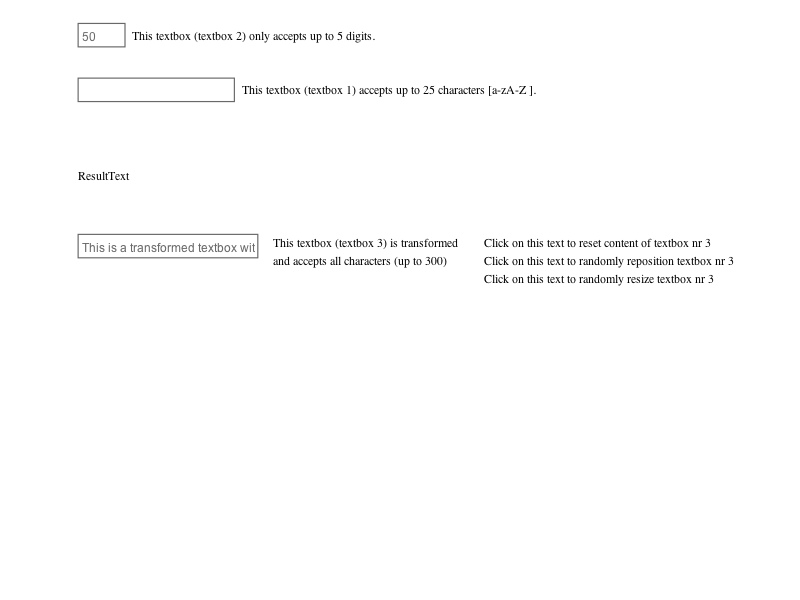 50 This textbox (textbox 2) only accepts up to 5 digits.
This textbox (textbox 1) accepts up to 25 characters [a-zA-Z ].
ResultText
This is a transformed textbox wit
This textbox (textbox 3) is transformed
and accepts all characters (up to 300)
Click on this text to reset content of textbox nr 3
Click on this text to randomly reposition textbox nr 3
Click on this text to randomly resize textbox nr 3